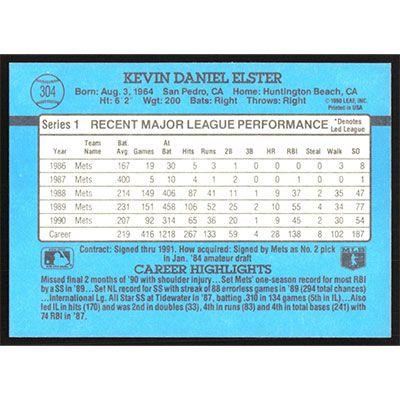 304
KEVIN DANIEL ELSTER
Born: Aug. 3, 1964 San Pedro, CA Home: Huntington Beach, CA
Ht: 6' 2" Wgt: 200 Bats: Right Throws: Right
©1990 LEAF, INC.
Printed in USA
Series 1 RECENT MAJOR LEAGUE PERFORMANCE *Denotes Led League
Year Team Name Bat Avg Games At Bat Hits Runs 2B 3B HR RBI Steal Walk SO
1986 Mets 167 19 30 5 3 1 0 0 0 0 3 8
1987 Mets 400 5 10 4 1 2 0 0 1 0 0 1
1988 Mets 214 149 406 87 41 11 1 9 37 2 35 47
1989 Mets 231 151 458 106 52 25 2 10 55 4 34 77
1990 Mets 207 92 314 65 36 20 1 9 45 2 30 54
Career 219 416 1218 267 133 59 4 28 138 8 102 187
Contract: Signed thru 1991. How acquired: Signed by Mets as No. 2 pick
in Jan. '84 amateur draft
CAREER HIGHLIGHTS
Missed final 2 months of '90 with shoulder injury... Set Mets' one-season record for most RBI
by a SS in '89... Set NL record for SS with streak of 88 errorless games in '89 (294 total chances)
...International Lg. All Star SS at Tidewater in '87, batting .310 in 134 games (5th in IL)... Also
led IL in hits (170) and was 2nd in doubles (33), 4th in runs (83) and 4th in total bases (241) with
74 RBI in '87.